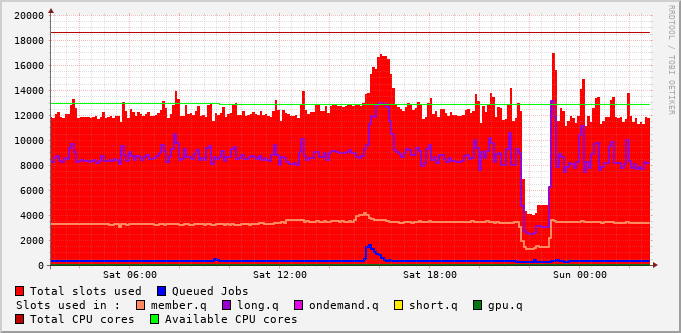 20000
18000
16000
14000
12000
10000
8000
6000
4000
2000
0
Sat 06:00 Sat 12:00 Sat 18:00 Sun 00:00
RRDTOOL / TOBI OETIKER
Total slots used Queued Jobs
Slots used in : member.q long.q ondemand.q short.q gpu.q
Total CPU cores Available CPU cores